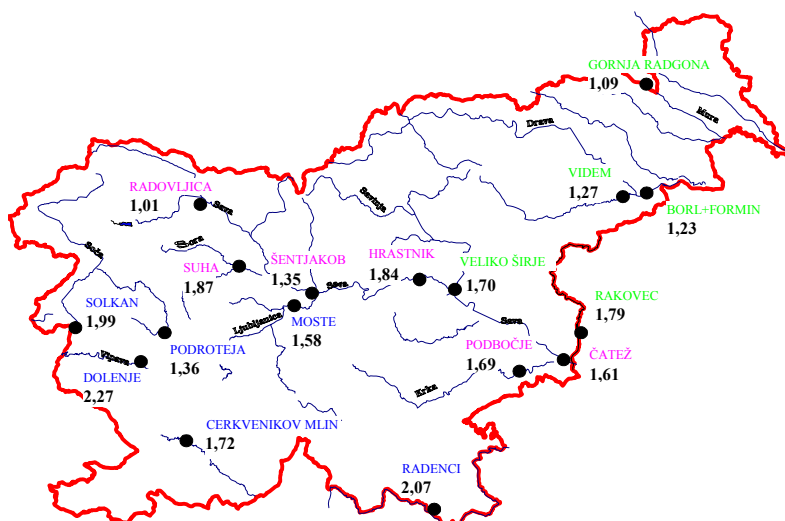 GORNJA RADGONA
1,09
Mura
Drava
VIDEM
1,27
BORL+FORMIN
1,23
RADOVLJICA
1,01
Sava
Savinja
Sora
Soča
SUHA
1,87
ŠENTJAKOB
1,35
Sava
HRASTNIK
1,84
VELIKO ŠIRJE
1,70
SOLKAN
1,99
Ljubljanica
MOSTE
1,58
Sava
RAKOVEC
1,79
PODROTEJA
1,36
Vipava
DOLENJE
2,27
PODBOČJE
1,69
ČATEŽ
1,61
Krka
CERKVENIKOV MLIN
1,72
RADENCI
2,07